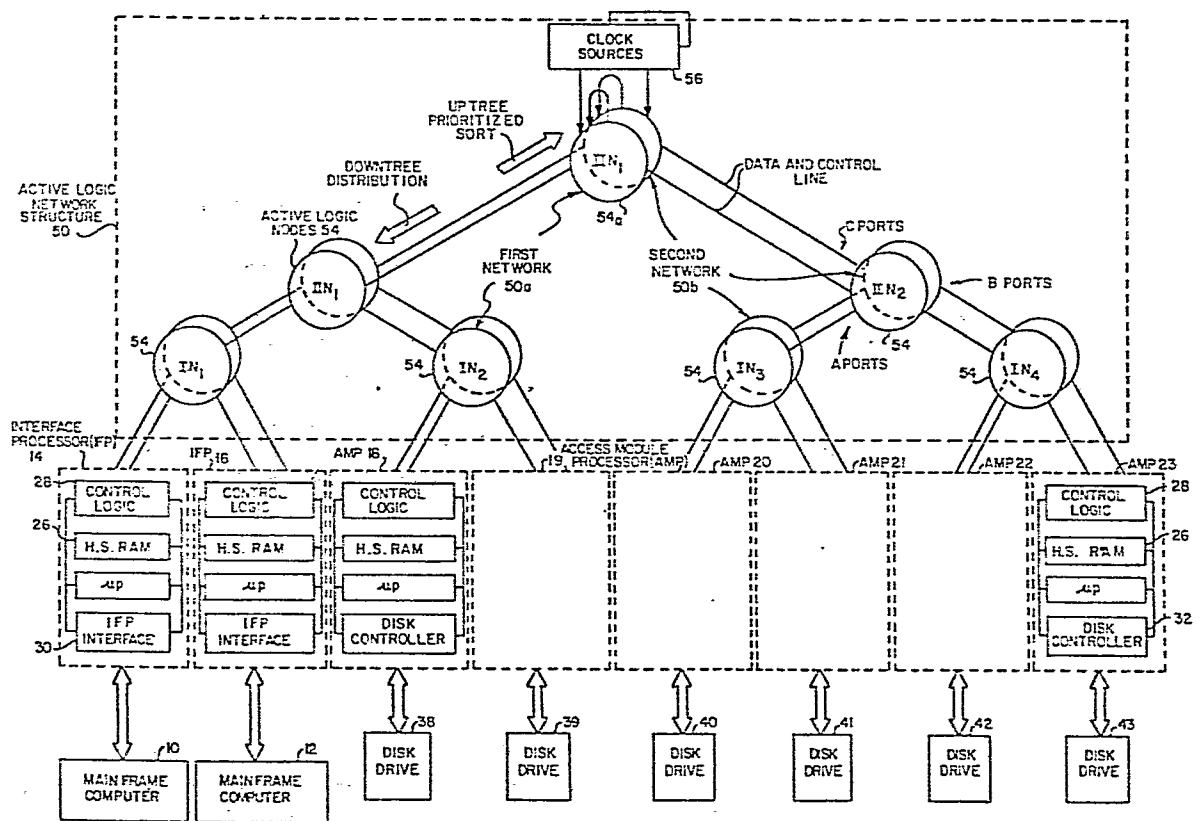 CLOCK
SOURCES
56
UPTREE
PRIORITIZED
SORT
DOWNTREE
DISTRIBUTION
DATA AND CONTROL
LINE
ACTIVE LOGIC
NETWORK
STRUCTURE
50
ACTIVE LOGIC
NODES 54
IIIN1
54a
FIRST
NETWORK
50a
SECOND
NETWORK
50b
C PORTS
B PORTS
A PORTS
IIN1
IIN2
54
54
IN1
54
IN2
54
IN3
54
IN4
54
INTERFACE
PROCESSOR(IFP)
14
IFP 16
AMP 18
ACCESS MODULE
PROCESSOR(AMP)
19
AMP 20
AMP 21
AMP 22
AMP 23
28
CONTROL
LOGIC
26
H.S. RAM
μp
IFP
INTERFACE
30
CONTROL
LOGIC
H.S. RAM
μp
IFP
INTERFACE
CONTROL
LOGIC
H.S. RAM
μp
DISK
CONTROLLER
CONTROL
LOGIC
28
H.S. RAM
26
μp
DISK
CONTROLLER
32
10
MAINFRAME
COMPUTER
12
MAINFRAME
COMPUTER
38
DISK
DRIVE
39
DISK
DRIVE
40
DISK
DRIVE
41
DISK
DRIVE
42
DISK
DRIVE
43
DISK
DRIVE